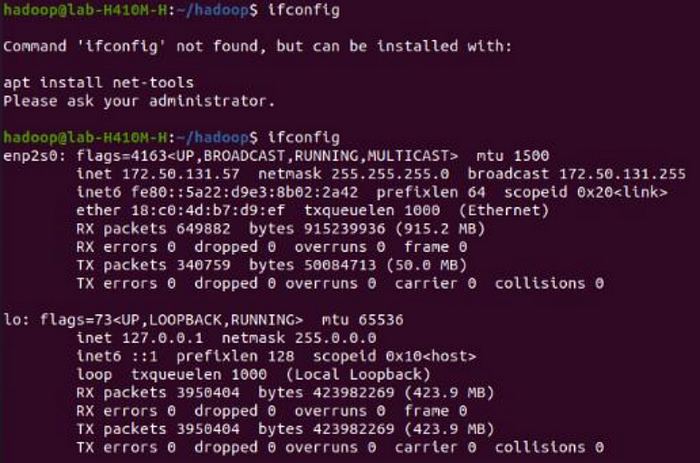 hadoop@lab-H410M-H:~/hadoop$ ifconfig
Command 'ifconfig' not found, but can be installed with:
apt install net-tools
Please ask your administrator.
hadoop@lab-H410M-H:~/hadoop$ ifconfig
enp2s0: flags=4163<UP,BROADCAST,RUNNING,MULTICAST>  mtu 1500
        inet 172.50.131.57  netmask 255.255.255.0  broadcast 172.50.131.255
        inet6 fe80::5a22:d9e3:8b02:2a42  prefixlen 64  scopeid 0x20<link>
        ether 18:c0:4d:b7:d9:ef  txqueuelen 1000  (Ethernet)
        RX packets 649882  bytes 915239936 (915.2 MB)
        RX errors 0  dropped 0  overruns 0  frame 0
        TX packets 340759  bytes 50084713 (50.0 MB)
        TX errors 0  dropped 0 overruns 0  carrier 0  collisions 0
lo: flags=73<UP,LOOPBACK,RUNNING>  mtu 65536
        inet 127.0.0.1  netmask 255.0.0.0
        inet6 ::1  prefixlen 128  scopeid 0x10<host>
        loop  txqueuelen 1000  (Local Loopback)
        RX packets 3950404  bytes 423982269 (423.9 MB)
        RX errors 0  dropped 0  overruns 0  frame 0
        TX packets 3950404  bytes 423982269 (423.9 MB)
        TX errors 0  dropped 0 overruns 0  carrier 0  collisions 0